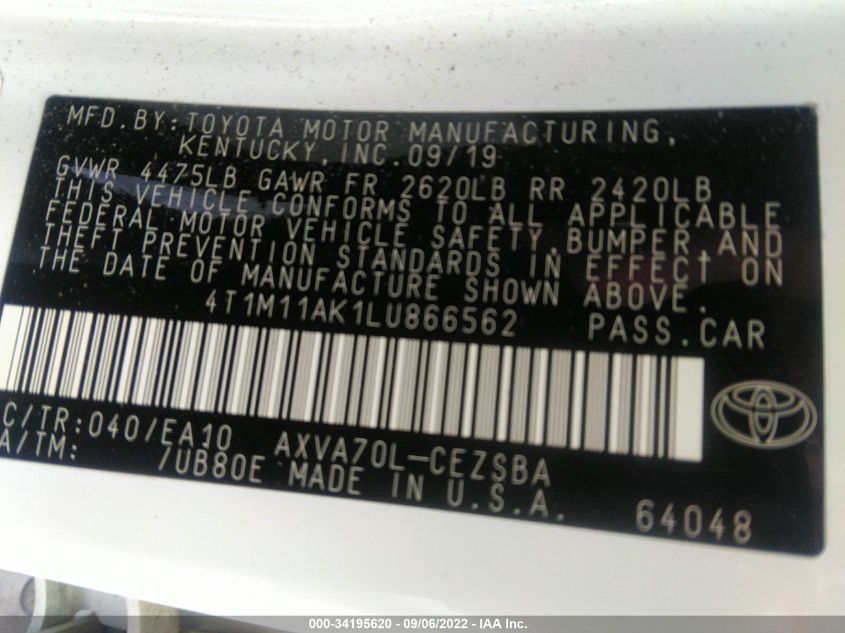 MFD.BY:TOYOTA MOTOR MANUFACTURING,
KENTUCKY,INC.09/19
GVWR 4475LB GAWR FR 2620LB RR 2420LB
THIS VEHICLE CONFORMS TO ALL APPLICABLE
FEDERAL MOTOR VEHICLE SAFETY,BUMPER,AND
THEFT PREVENTION STANDARDS IN EFFECT ON
THE DATE OF MANUFACTURE SHOWN ABOVE.
4T1M11AK1LU866562 PASS.CAR
C/TR:040/EA10 AXVA70L-CEZSBA
A/TM: /UB80E MADE IN U.S.A.
64048
000-34195620 - 09/06/2022 - IAA Inc.